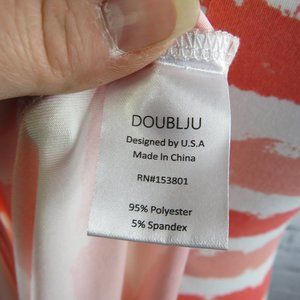 DOUBLJU
Designed by U.S.A
Made In China
RN#153801
95% Polyester
5% Spandex